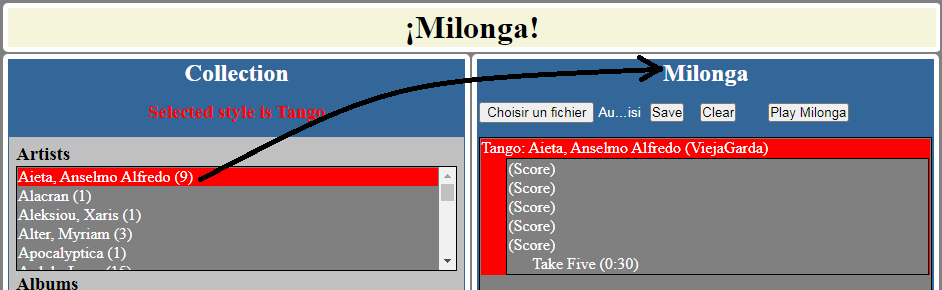 ¡Milonga!
Collection
Selected style is Tango
Artists
Aieta, Anselmo Alfredo (9)
Alacran (1)
Aleksiou, Xaris (1)
Alter, Myriam (3)
Apocalyptica (1)
Albums
Milonga
Choisir un fichier Au…isi Save Clear Play Milonga
Tango: Aieta, Anselmo Alfredo (ViejaGarda)
(Score)
(Score)
(Score)
(Score)
(Score)
Take Five (0:30)